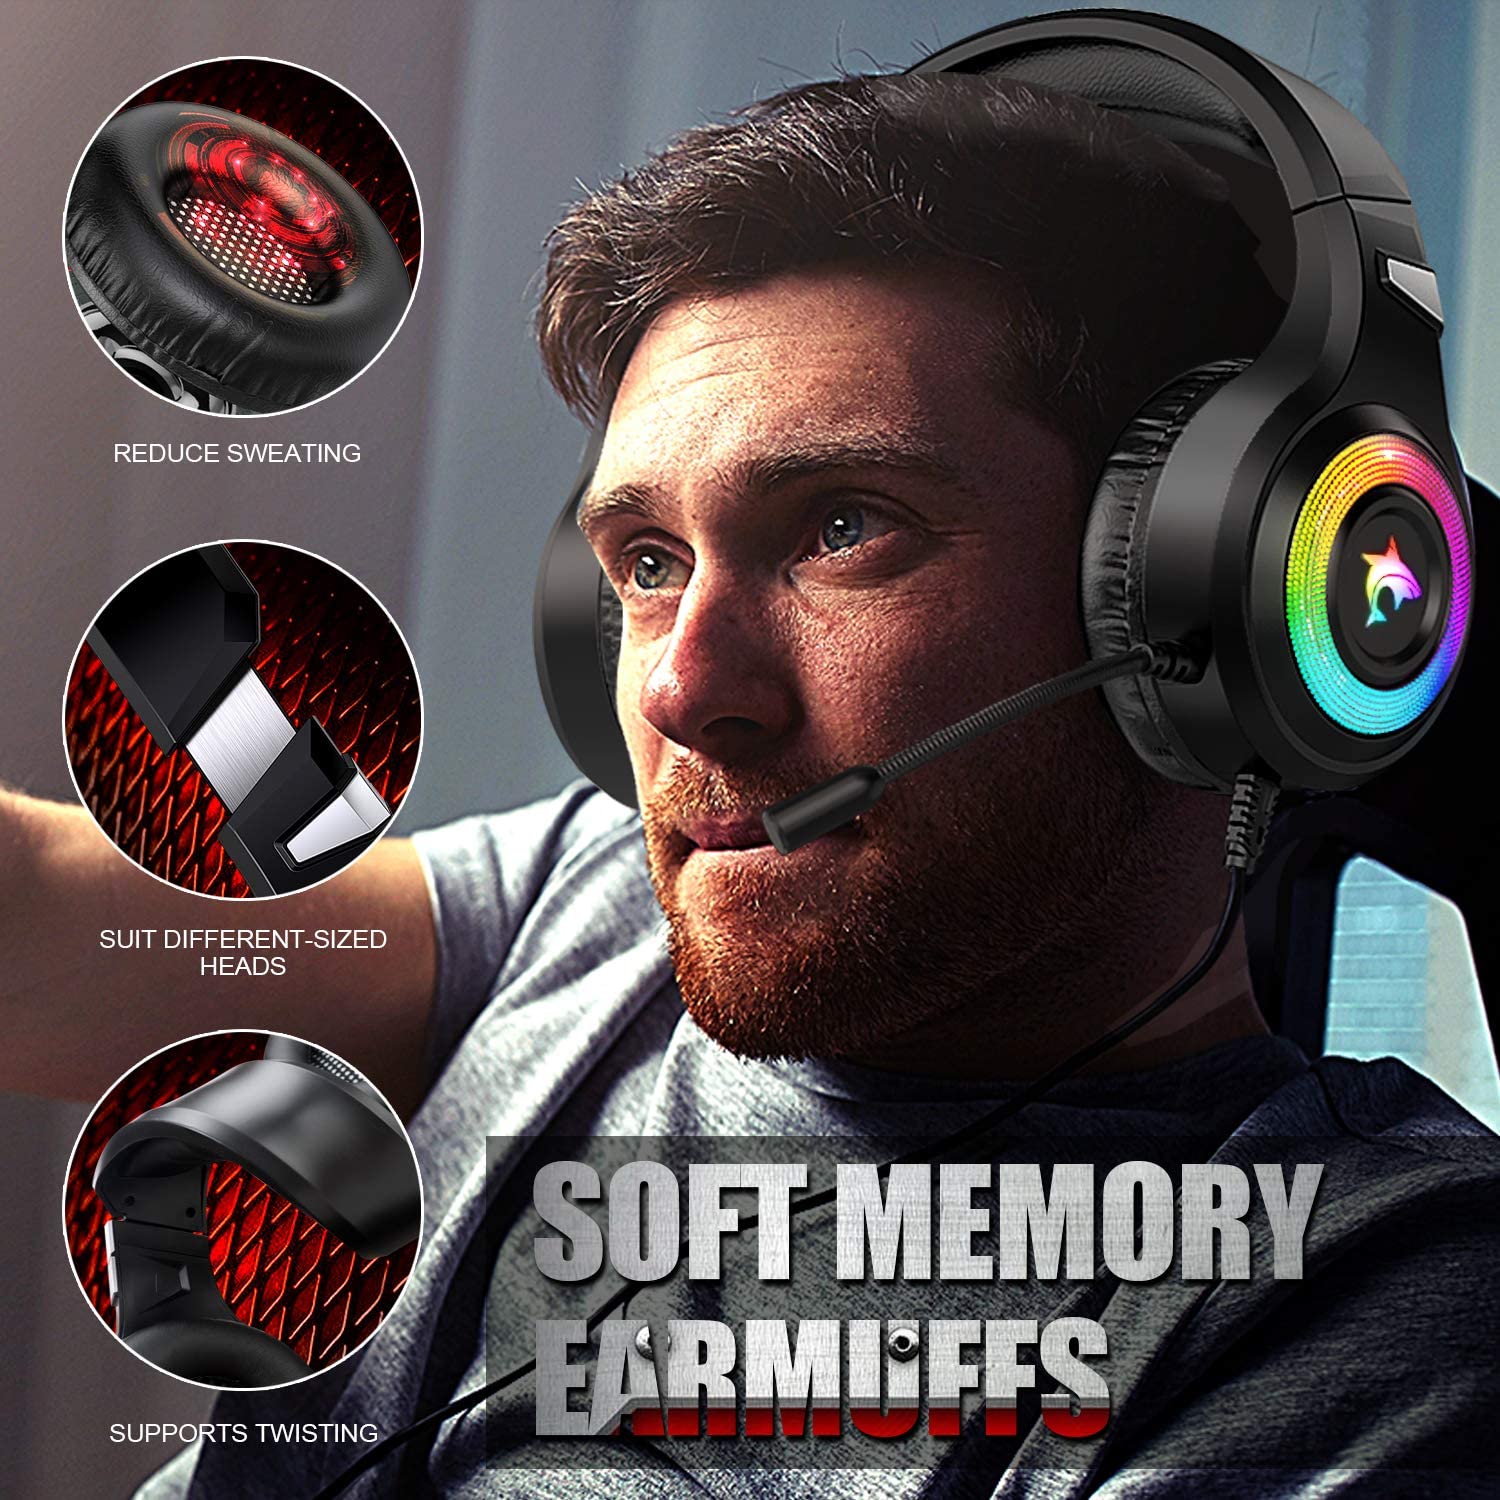 REDUCE SWEATING
SUIT DIFFERENT-SIZED
HEADS
SUPPORTS TWISTING
SOFT MEMORY
EARMUFFS